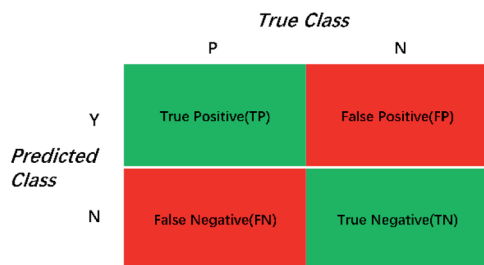 True Class
P N
Y True Positive(TP) False Positive(FP)
Predicted
Class
N False Negative(FN) True Negative(TN)